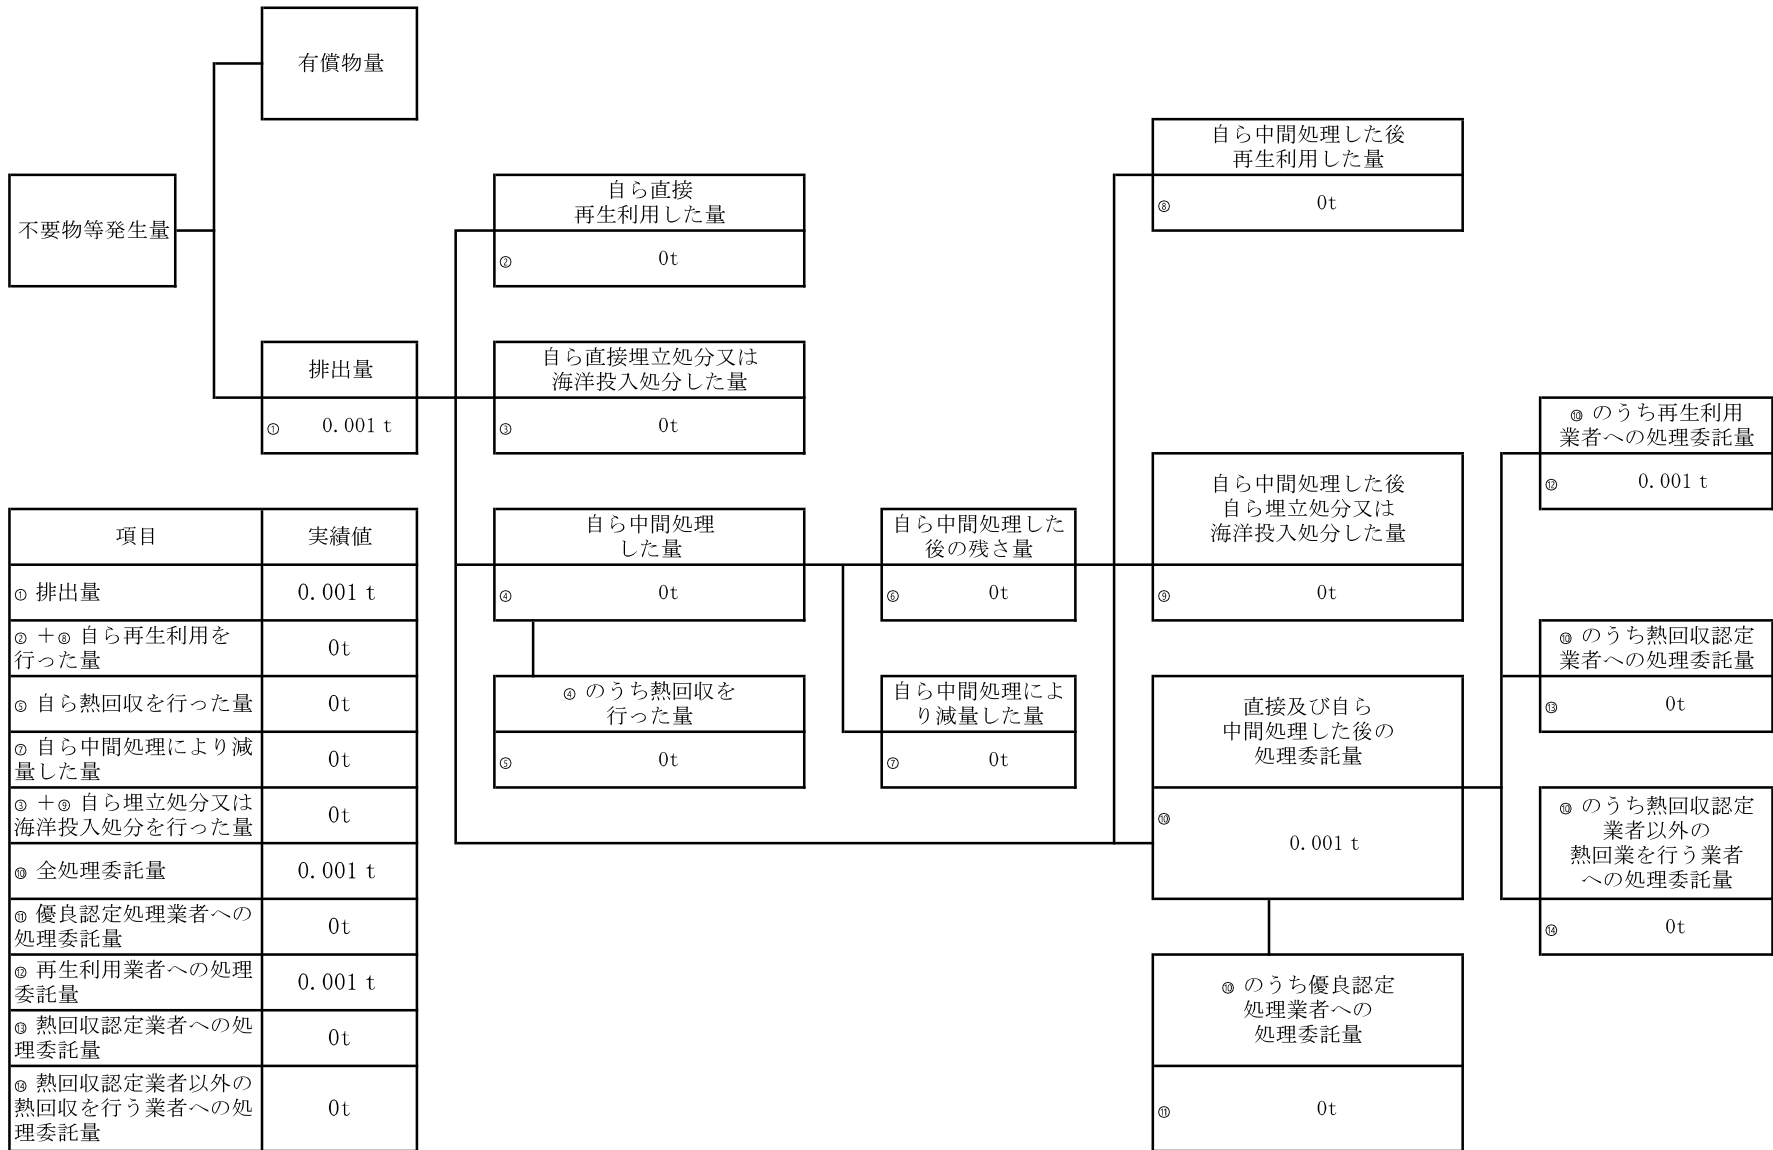 有償物量
不要物等発生量
排出量
① 0.001 t
自ら直接
再生利用した量
② 0t
自ら直接埋立処分又は
海洋投入処分した量
③ 0t
自ら中間処理
した量
④ 0t
④ のうち熱回収を
行った量
⑤ 0t
自ら中間処理した
後の残さ量
⑥ 0t
自ら中間処理によ
り減量した量
⑦ 0t
自ら中間処理した後
再生利用した量
⑧ 0t
自ら中間処理した後
自ら埋立処分又は
海洋投入処分した量
⑨ 0t
直接及び自ら
中間処理した後の
処理委託量
⑩
0.001 t
⑩ のうち優良認定
処理業者への
処理委託量
⑪ 0t
⑩ のうち再生利用
業者への処理委託量
⑫ 0.001 t
⑩ のうち熱回収認定
業者への処理委託量
⑬ 0t
⑩ のうち熱回収認定
業者以外の
熱回業を行う業者
への処理委託量
⑭ 0t
項目 実績値
① 排出量 0.001 t
② +⑧ 自ら再生利用を
行った量 0t
⑤ 自ら熱回収を行った量 0t
⑦ 自ら中間処理により減
量した量 0t
③ +⑨ 自ら埋立処分又は
海洋投入処分を行った量 0t
⑩ 全処理委託量 0.001 t
⑪ 優良認定処理業者への
処理委託量 0t
⑫ 再生利用業者への処理
委託量 0.001 t
⑬ 熱回収認定業者への処
理委託量 0t
⑭ 熱回収認定業者以外の
熱回収を行う業者への処
理委託量 0t